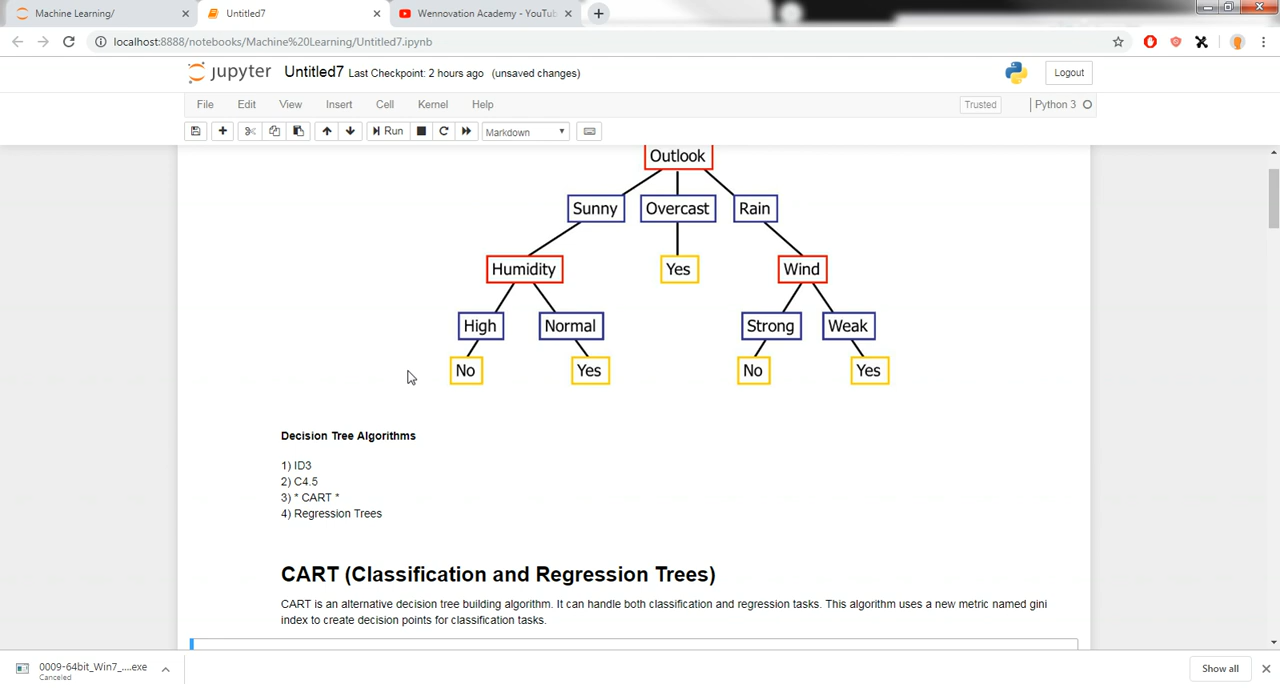 Machine Learning/
Untitled7
Wennovation Academy - YouTub
localhost:8888/notebooks/Machine%20Learning/Untitled7.ipynb
jupyter Untitled7 Last Checkpoint: 2 hours ago (unsaved changes)
Logout
File Edit View Insert Cell Kernel Help
Trusted
Python 3
Run
Markdown
Outlook
Sunny Overcast Rain
Humidity Yes Wind
High Normal Strong Weak
No Yes No Yes
Decision Tree Algorithms
1) ID3
2) C4.5
3) * CART *
4) Regression Trees
CART (Classification and Regression Trees)
CART is an alternative decision tree building algorithm. It can handle both classification and regression tasks. This algorithm uses a new metric named gini
index to create decision points for classification tasks.
0009-64bit_Win7_....exe
Canceled
Show all